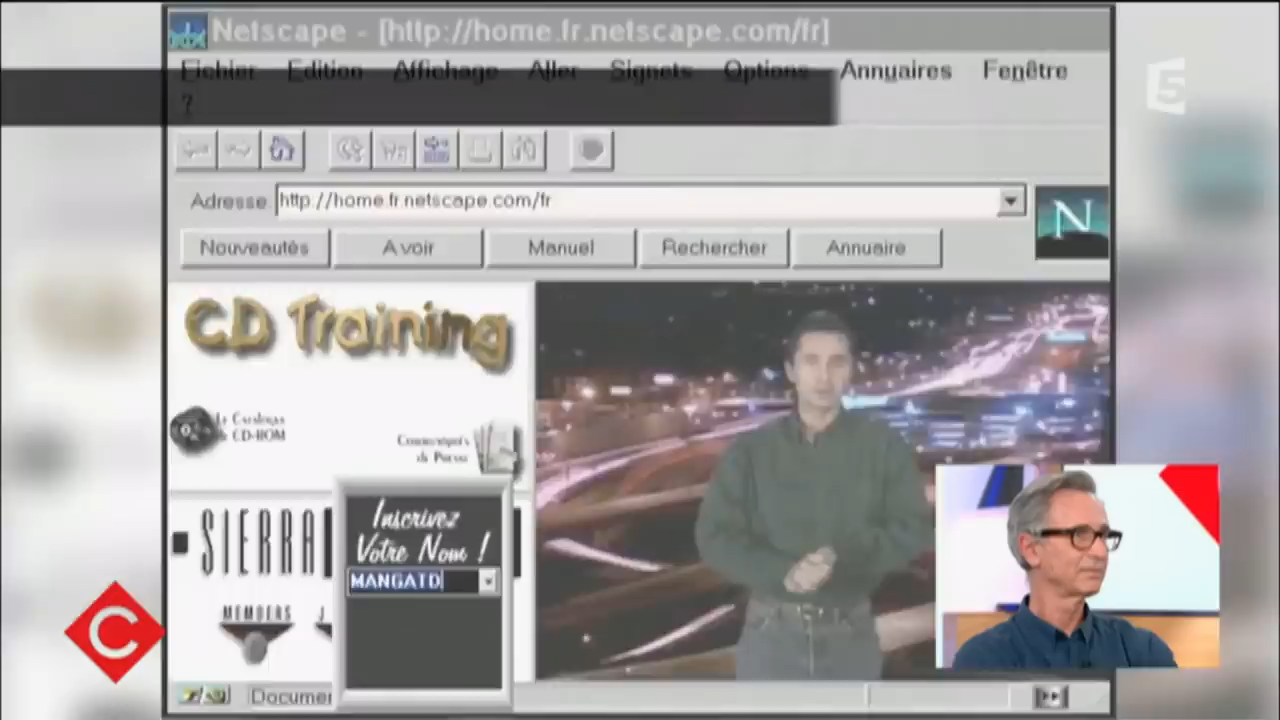 Netscape - [http://home.fr.netscape.com/fr]
Fichier Edition Affichage Aller Signets Options Annuaires Fenêtre
?
5
Adresse http://home.fr.netscape.com/fr
N
Nouveautés A voir Manuel Rechercher Annuaire
CD Training
Le Catalogue
de CD-ROM
Communiqués
de Presse
Inscrivez
Votre Nom !
SIERRA
MANGATD
MEMBERS J
C
Documen